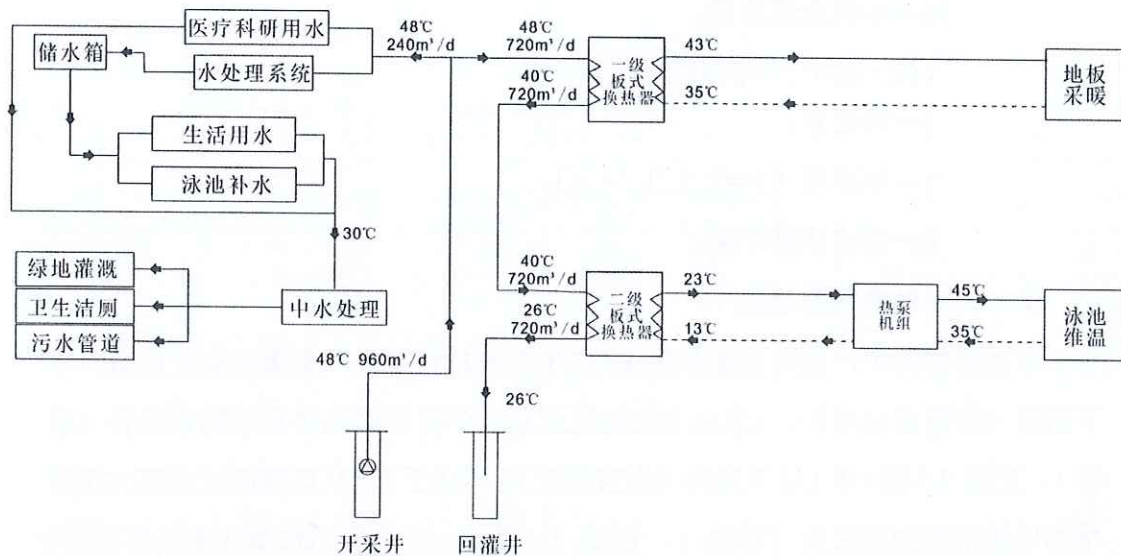 医疗科研用水
储水箱
水处理系统
48℃
240m³/d
生活用水
泳池补水
30℃
绿地灌溉
卫生洁厕
污水管道
中水处理
48℃ 960m³/d
48℃
720m³/d
40℃
720m³/d
一级
板式
换热器
43℃
35℃
地板
采暖
40℃
720m³/d
26℃
720m³/d
二级
板式
换热器
23℃
13℃
热泵
机组
45℃
35℃
泳池
维温
26℃
开采井
回灌井